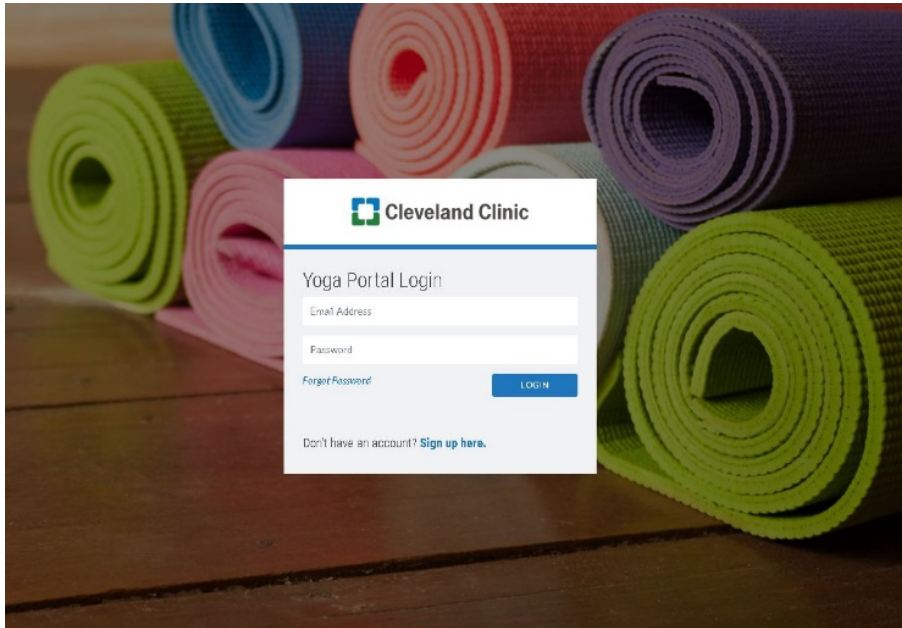 Cleveland Clinic
Yoga Portal Login
Email Address
Password
Forgot Password
LOGIN
Don't have an account? Sign up here.